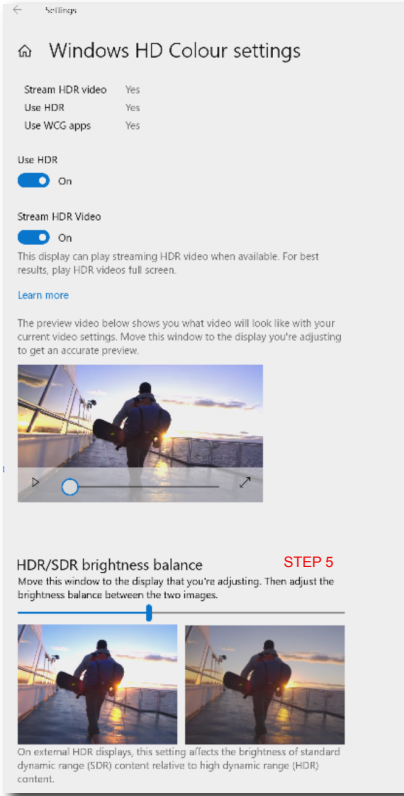 Settings
Windows HD Colour settings
Stream HDR video Yes
Use HDR Yes
Use WCG apps Yes
Use HDR
On
Stream HDR Video
On
This display can play streaming HDR video when available. For best
results, play HDR videos full screen.
Learn more
The preview video below shows you what video will look like with your
current video settings. Move this window to the display you're adjusting
to get an accurate preview.
HDR/SDR brightness balance STEP 5
Move this window to the display that you're adjusting. Then adjust the
brightness balance between the two images.
On external HDR displays, this setting affects the brightness of standard
dynamic range (SDR) content relative to high dynamic range (HDR)
content.